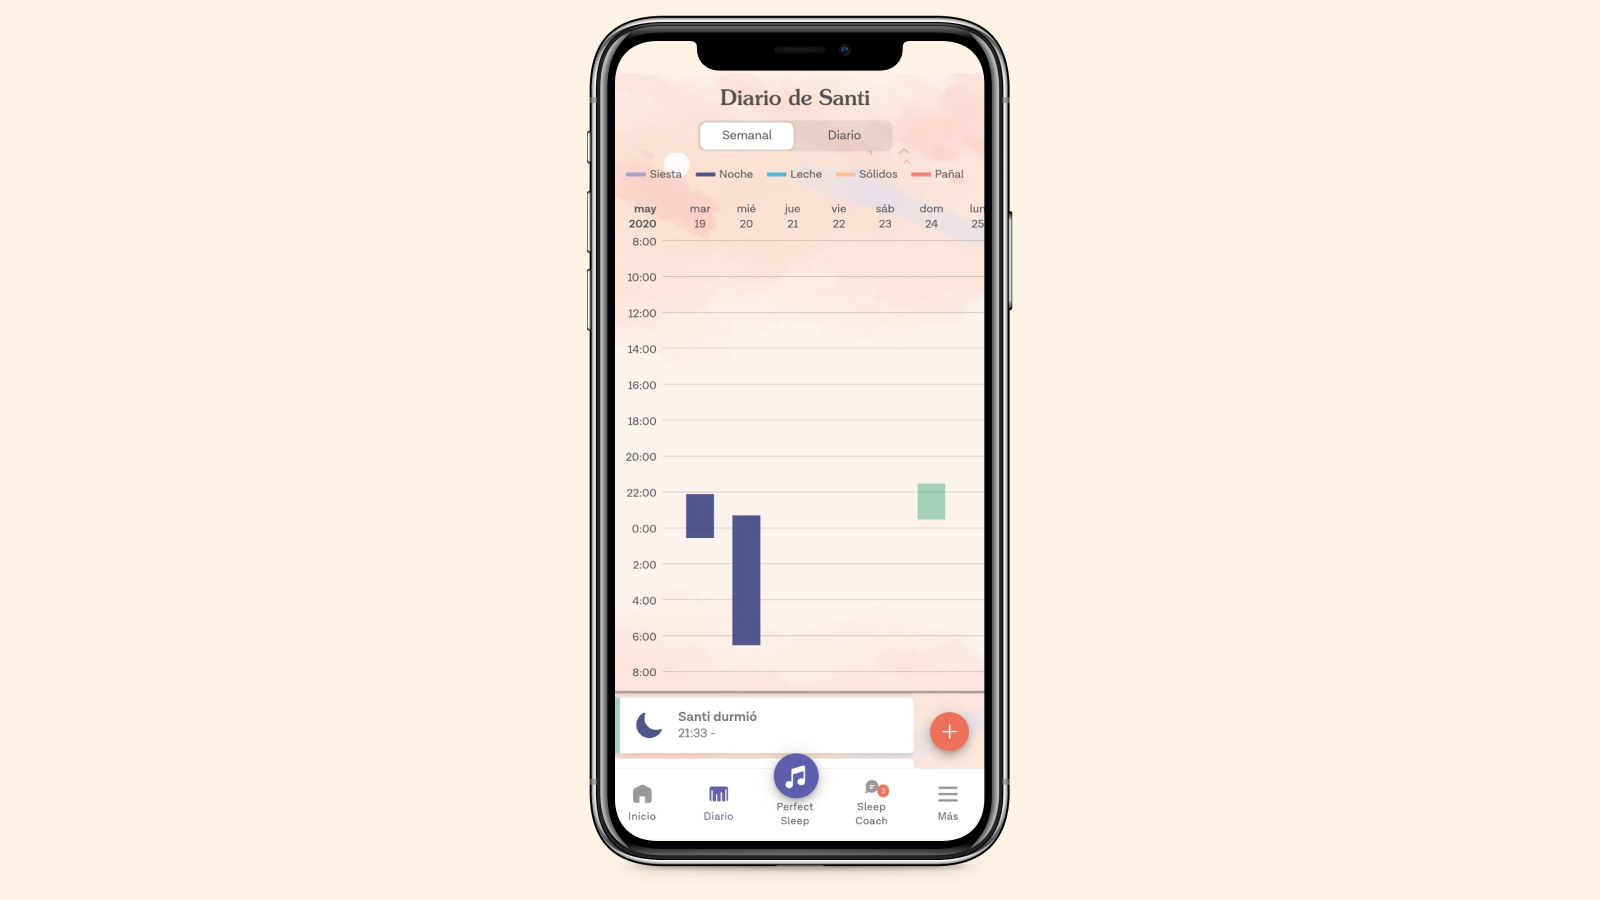 Diario de Santi
Semanal Diario
Siesta Noche Leche Sólidos Pañal
may mar mié jue vie sáb dom lun
2020 19 20 21 22 23 24 25
8:00
10:00
12:00
14:00
16:00
18:00
20:00
22:00
0:00
2:00
4:00
6:00
8:00
Santi durmió
21:33 -
3
Inicio
Diario
Perfect
Sleep
Sleep
Coach
Más